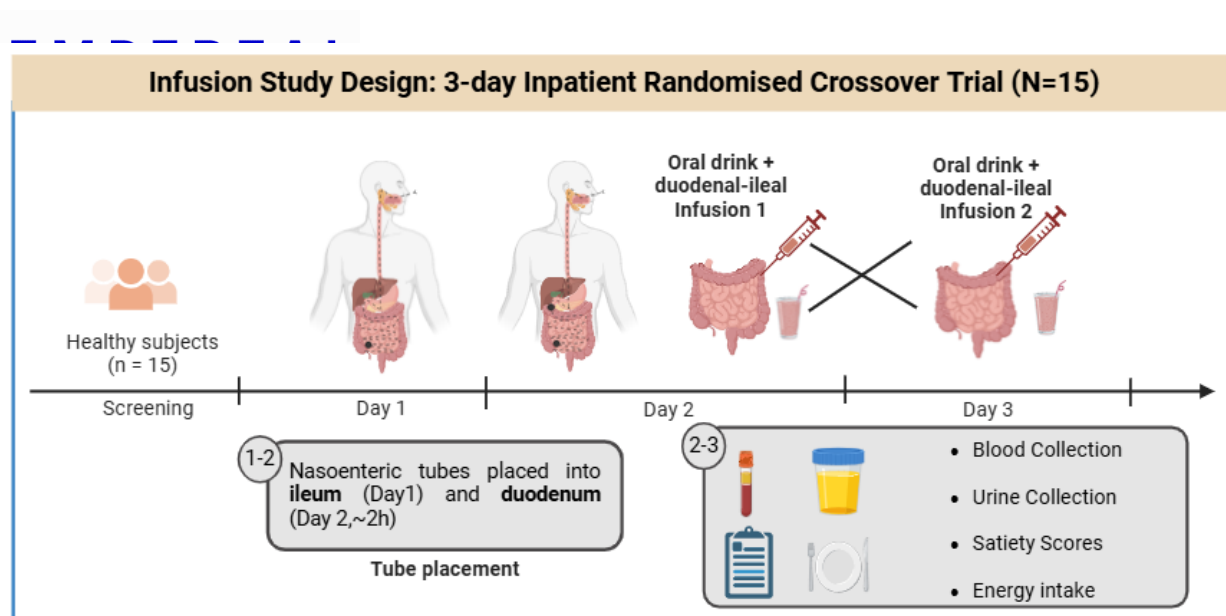 Infusion Study Design: 3-day Inpatient Randomised Crossover Trial (N=15)
Oral drink +
duodenal-ileal
Infusion 1
Oral drink +
duodenal-ileal
Infusion 2
Healthy subjects
(n = 15)
Screening
Day 1
Day 2
Day 3
1-2
Nasoenteric tubes placed into
ileum (Day1) and duodenum
(Day 2,~2h)
Tube placement
2-3
• Blood Collection
• Urine Collection
• Satiety Scores
• Energy intake